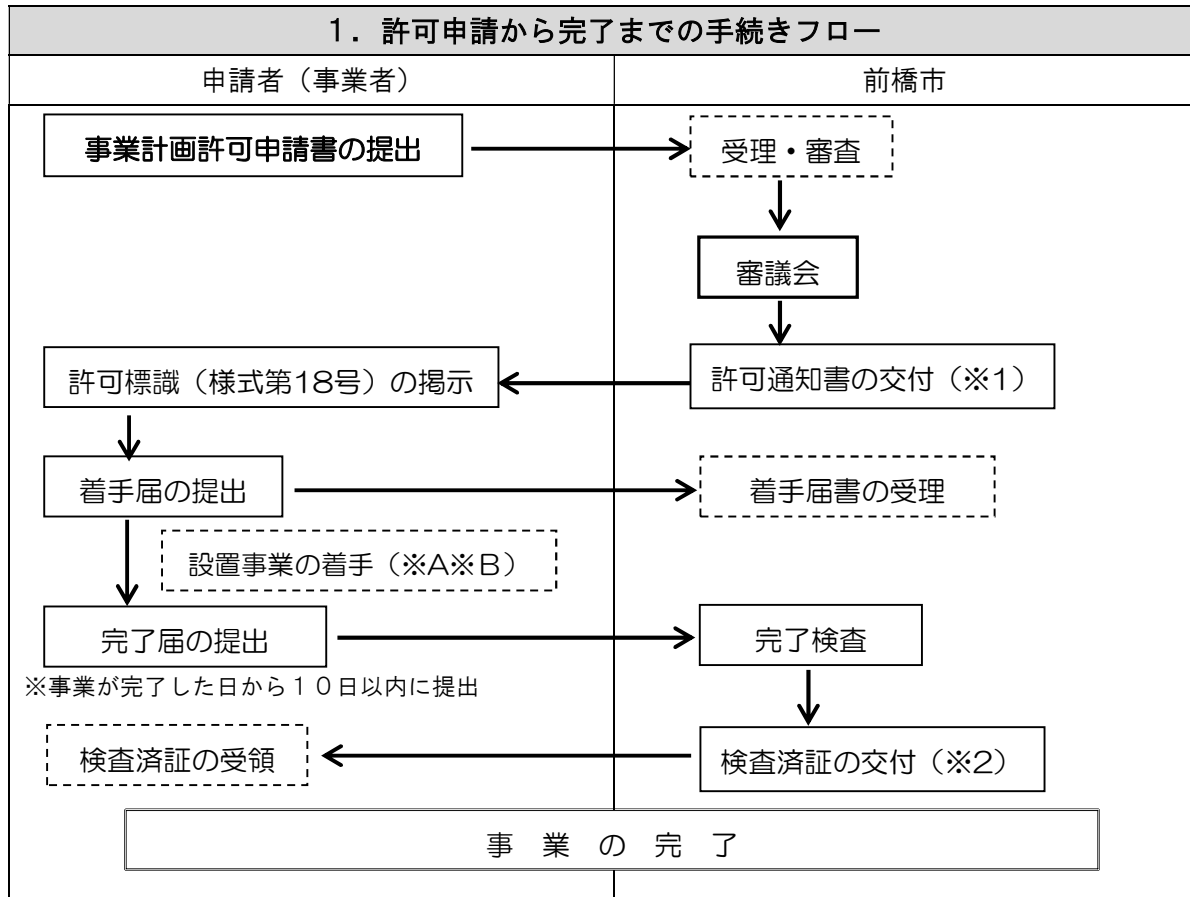 1．許可申請から完了までの手続きフロー
申請者（事業者）
前橋市
事業計画許可申請書の提出
受理・審査
審議会
許可標識（様式第18号）の掲示
許可通知書の交付（※1）
着手届の提出
着手届書の受理
設置事業の着手（※A※B）
完了届の提出
完了検査
※事業が完了した日から１０日以内に提出
検査済証の受領
検査済証の交付（※2）
事　業　の　完　了